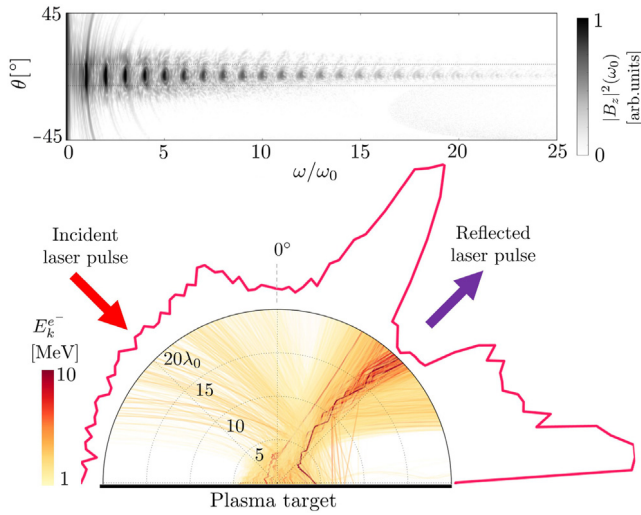 45
θ[°]
-45
0
5
10
15
20
25
ω/ω₀
1
0
|B_z|²(ω₀)
[arb.units]
Incident
laser pulse
0°
Reflected
laser pulse
E_k^{e^-}
[MeV]
10
1
20λ₀
15
10
5
Plasma target